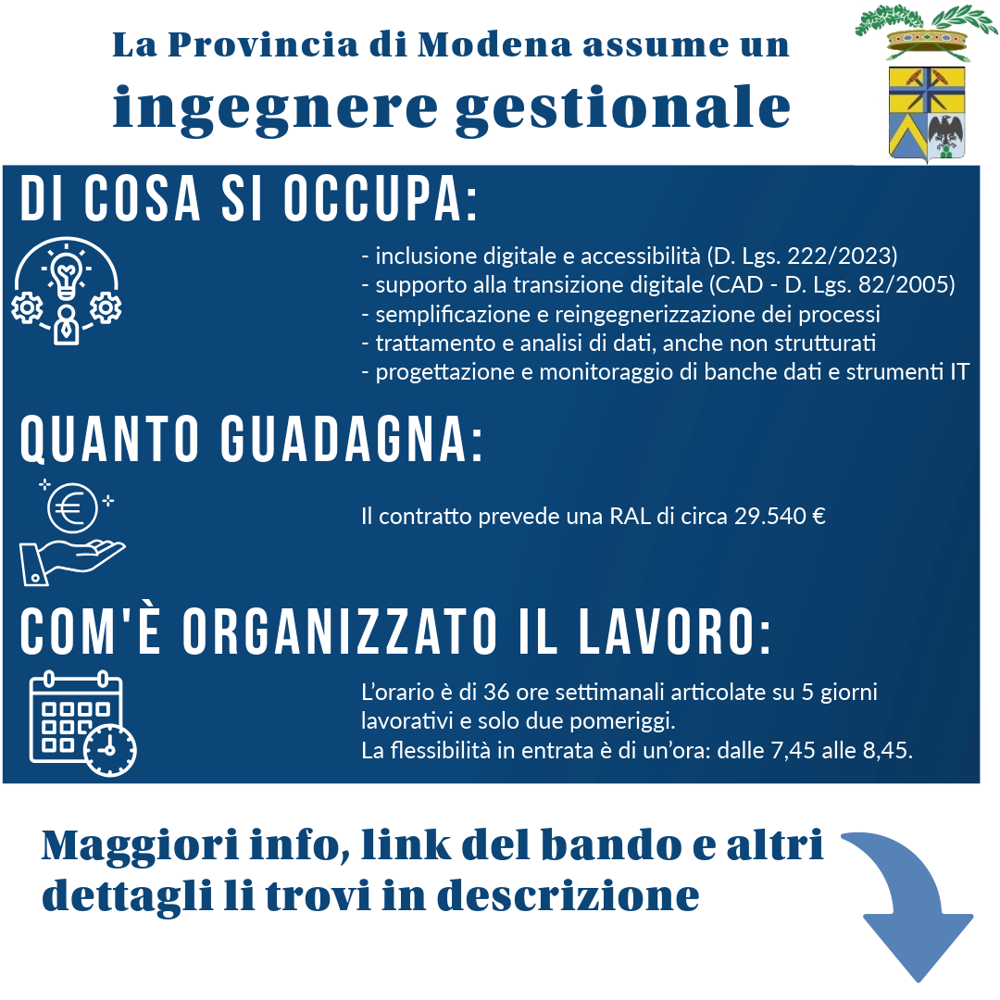 La Provincia di Modena assume un
ingegnere gestionale
DI COSA SI OCCUPA:
- inclusione digitale e accessibilità (D. Lgs. 222/2023)
- supporto alla transizione digitale (CAD - D. Lgs. 82/2005)
- semplificazione e reingegnerizzazione dei processi
- trattamento e analisi di dati, anche non strutturati
- progettazione e monitoraggio di banche dati e strumenti IT
QUANTO GUADAGNA:
Il contratto prevede una RAL di circa 29.540 €
COM'È ORGANIZZATO IL LAVORO:
L’orario è di 36 ore settimanali articolate su 5 giorni
lavorativi e solo due pomeriggi.
La flessibilità in entrata è di un’ora: dalle 7,45 alle 8,45.
Maggiori info, link del bando e altri
dettagli li trovi in descrizione